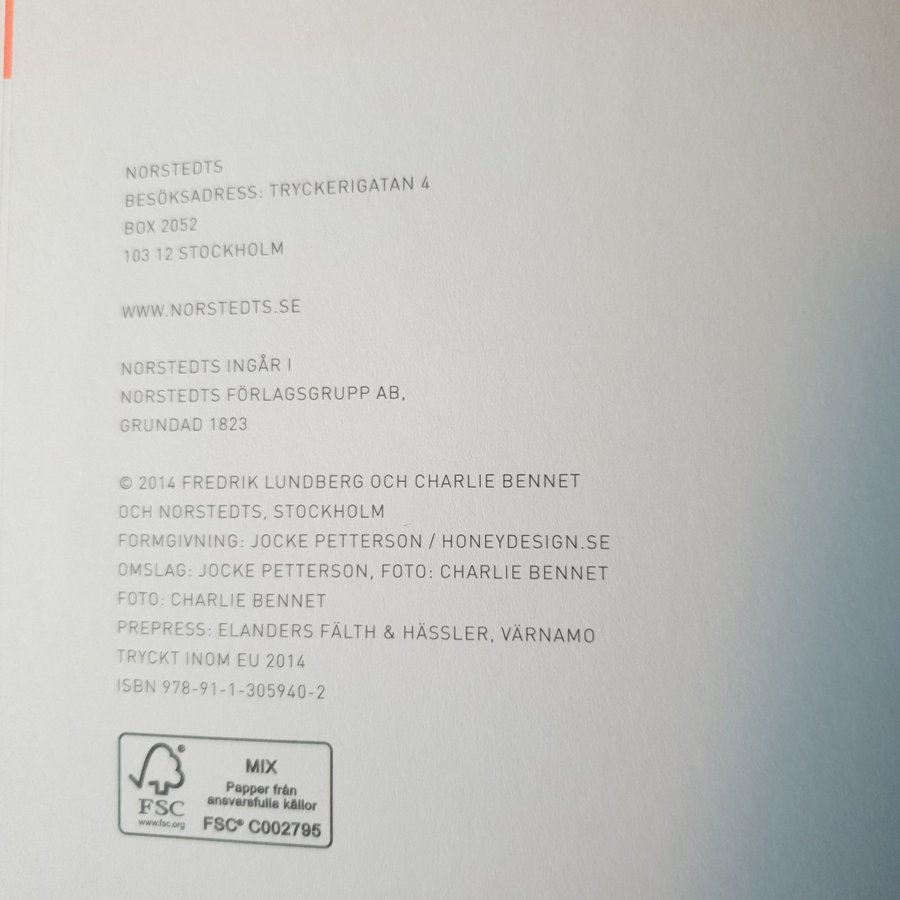 NORSTEDTS
BESÖKSADRESS: TRYCKERIGATAN 4
BOX 2052
103 12 STOCKHOLM
WWW.NORSTEDTS.SE
NORSTEDTS INGÅR I
NORSTEDTS FÖRLAGSGRUPP AB,
GRUNDAD 1823
© 2014 FREDRIK LUNDBERG OCH CHARLIE BENNET
OCH NORSTEDTS, STOCKHOLM
FORMGIVNING: JOCKE PETTERSON / HONEYDESIGN.SE
OMSLAG: JOCKE PETTERSON, FOTO: CHARLIE BENNET
FOTO: CHARLIE BENNET
PREPRESS: ELANDERS FÄLTH & HÄSSLER, VÄRNAMO
TRYCKT INOM EU 2014
ISBN 978-91-1-305940-2
®
FSC
www.fsc.org
MIX
Papper från
ansvarsfulla källor
FSC® C002795